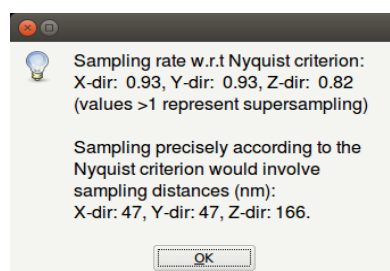 Sampling rate w.r.t Nyquist criterion:
X-dir: 0.93, Y-dir: 0.93, Z-dir: 0.82
(values >1 represent supersampling)
Sampling precisely according to the
Nyquist criterion would involve
sampling distances (nm):
X-dir: 47, Y-dir: 47, Z-dir: 166.
OK